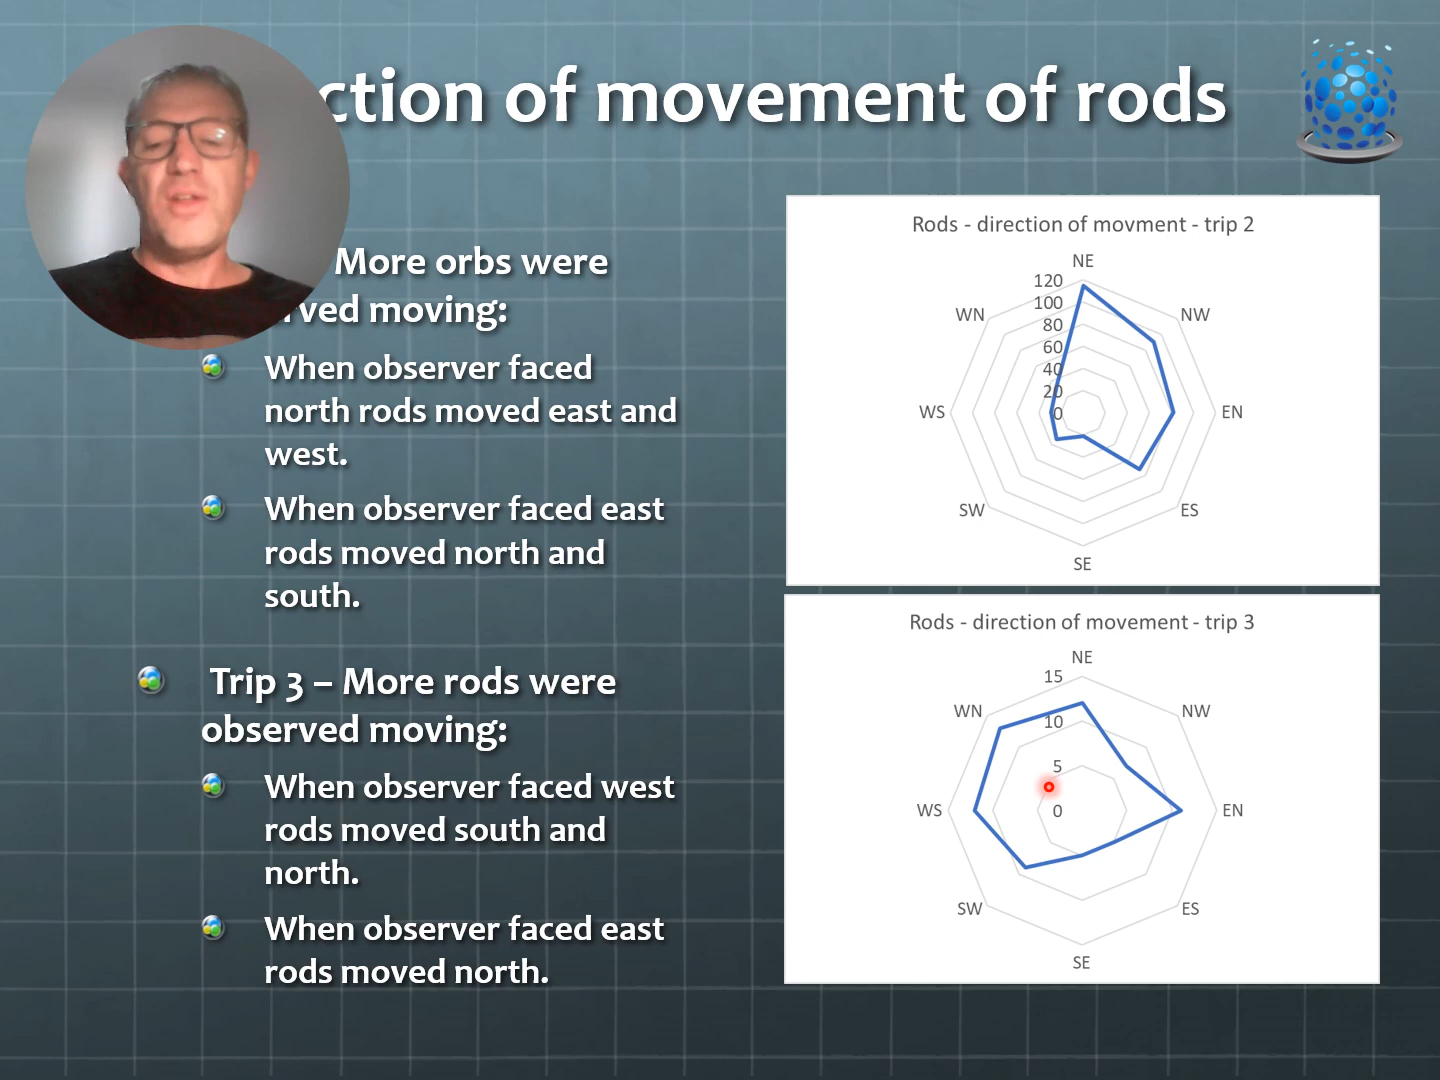 ction of movement of rods
More orbs were
rved moving:
When observer faced
north rods moved east and
west.
When observer faced east
rods moved north and
south.
Trip 3 – More rods were
observed moving:
When observer faced west
rods moved south and
north.
When observer faced east
rods moved north.
Rods - direction of movment - trip 2
NE
120
100
80
60
40
20
0
WN
NW
WS
EN
SW
ES
SE
Rods - direction of movement - trip 3
NE
15
10
5
0
WN
NW
WS
EN
SW
ES
SE